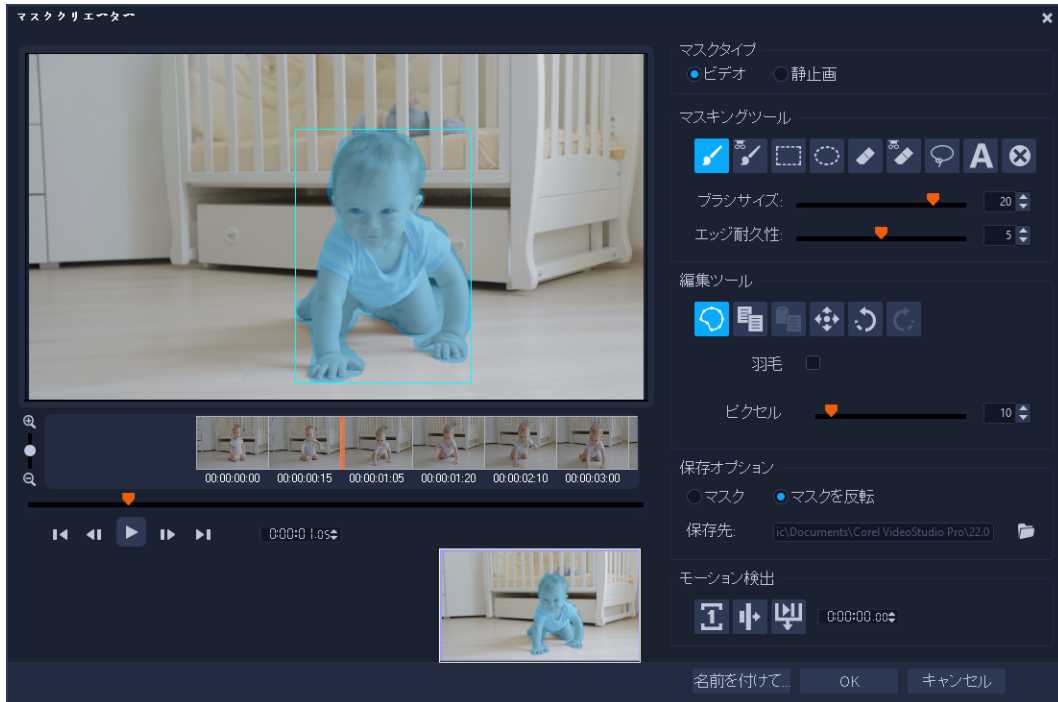 マスククリエーター
マスクタイプ
ビデオ 静止画
マスキングツール
A
ブラシサイズ: 20
エッジ耐久性: 5
編集ツール
羽毛
ピクセル 10
00:00:00:00 00:00:00:15 00:00:01:05 00:00:01:20 00:00:02:10 00:00:03:00
0:00:01.05
保存オプション
マスク マスクを反転
保存先: ic\Documents\Corel VideoStudio Pro\22.0
モーション検出
1 0:00:00.00
名前を付けて... OK キャンセル